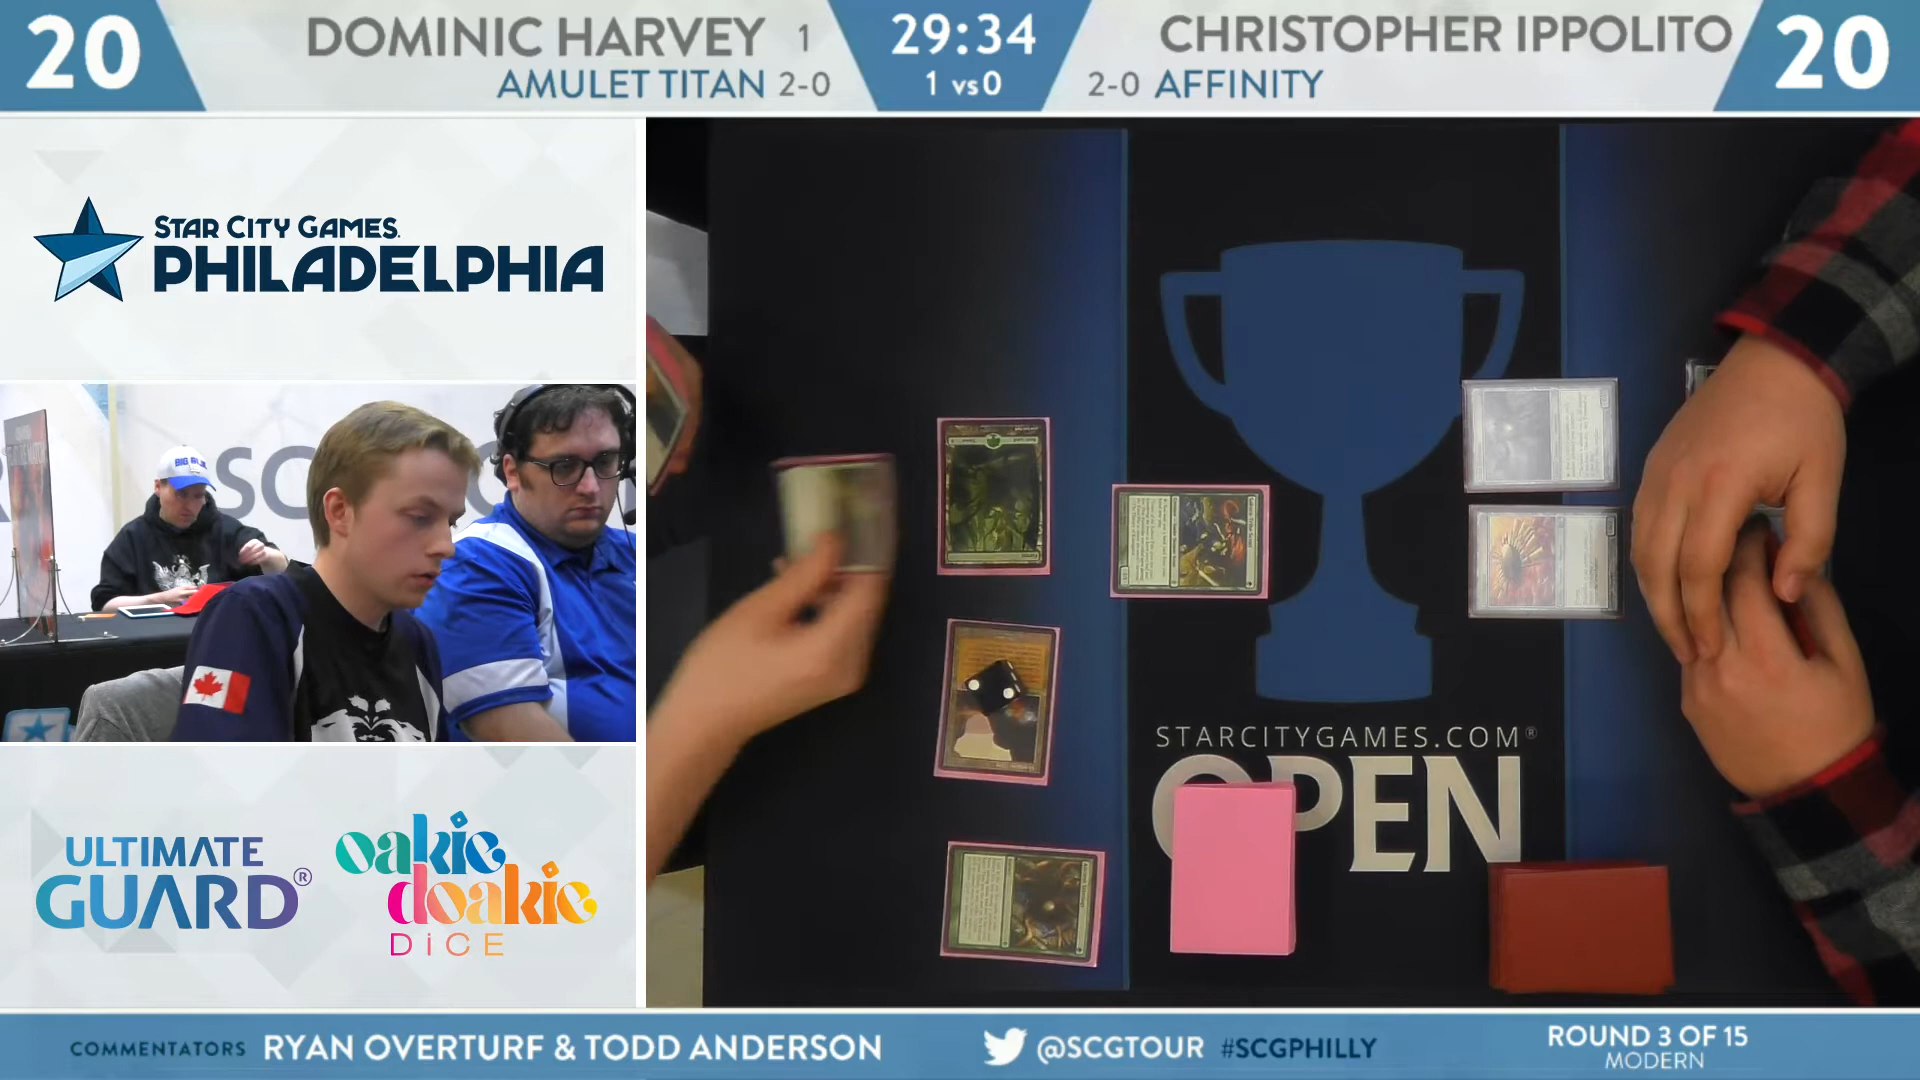 20
DOMINIC HARVEY 1
AMULET TITAN 2-0
29:34
1 vs 0
CHRISTOPHER IPPOLITO
2-0 AFFINITY
20
STAR CITY GAMES.
PHILADELPHIA
SC
BIG
ULTIMATE
GUARD®
oakie
doakie
DiCE
STARCITYGAMES.COM®
OPEN
COMMENTATORS RYAN OVERTURF & TODD ANDERSON
@SCGTOUR #SCGPHILLY
ROUND 3 OF 15
MODERN